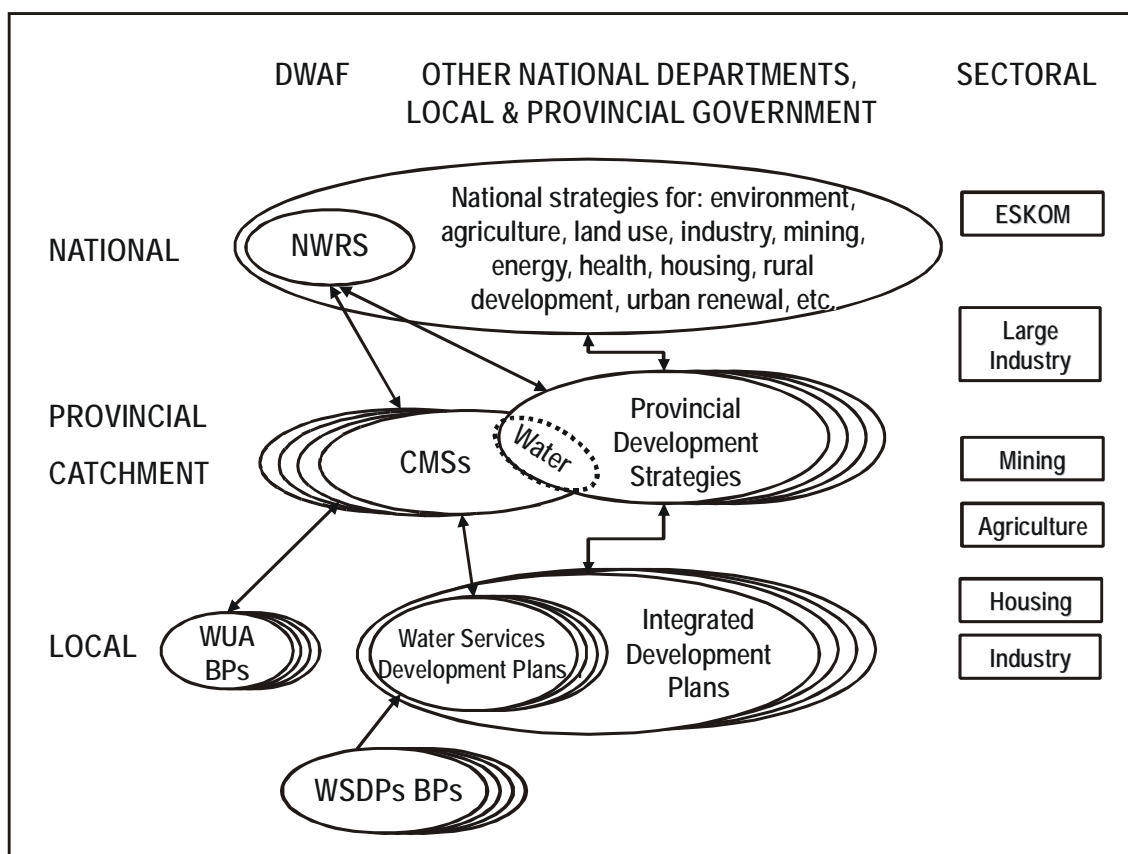 DWAF
OTHER NATIONAL DEPARTMENTS,
LOCAL & PROVINCIAL GOVERNMENT
SECTORAL
NATIONAL
NWRS
National strategies for: environment,
agriculture, land use, industry, mining,
energy, health, housing, rural
development, urban renewal, etc.
ESKOM
Large
Industry
PROVINCIAL
CATCHMENT
CMSs
Water
Provincial
Development
Strategies
Mining
Agriculture
LOCAL
WUA
BPs
Water Services
Development Plans
Integrated
Development
Plans
Housing
Industry
WSDPs BPs